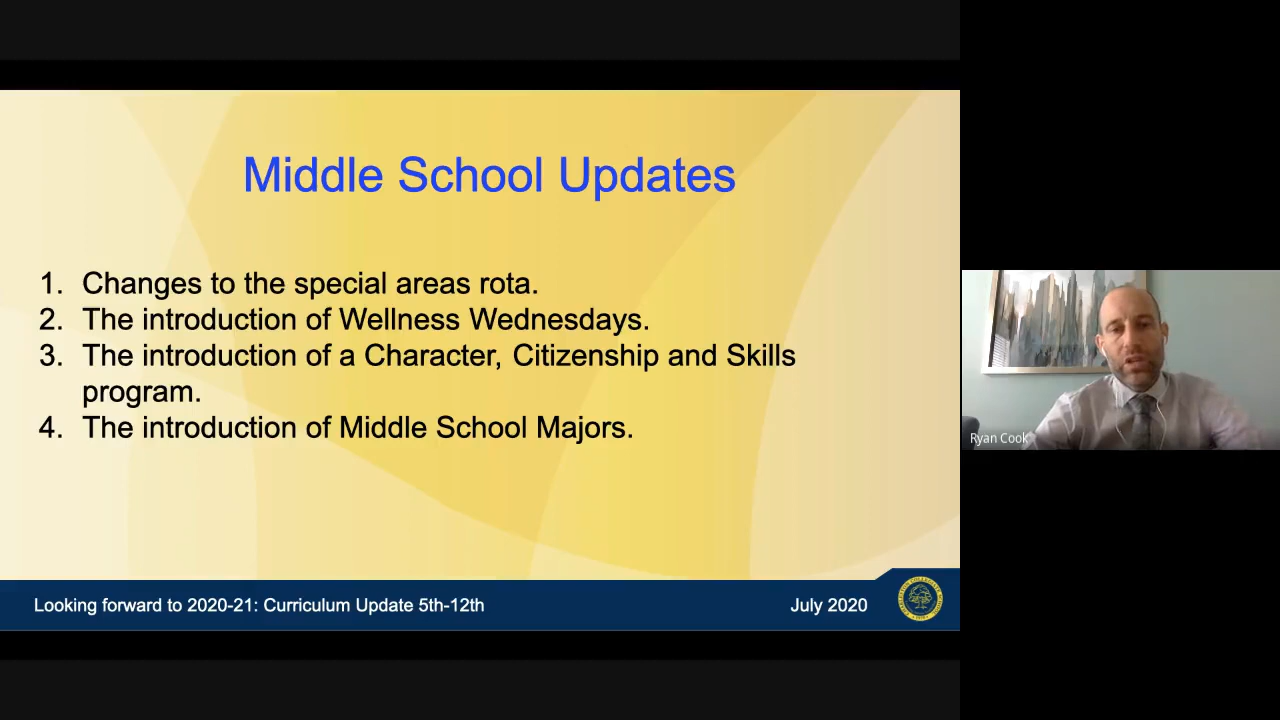 Middle School Updates
1. Changes to the special areas rota.
2. The introduction of Wellness Wednesdays.
3. The introduction of a Character, Citizenship and Skills
program.
4. The introduction of Middle School Majors.
Ryan Cook
Looking forward to 2020-21: Curriculum Update 5th-12th
July 2020